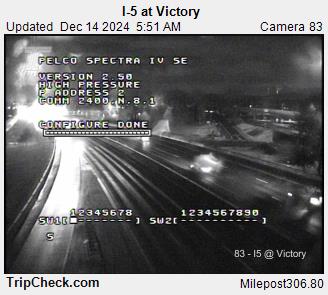 I-5 at Victory
Updated Dec 14 2024 5:51 AM Camera 83
PELCO SPECTRA IV SE
VERSION 2.50
HIGH PRESSURE
P ADDRESS 2
COMM 2400,N,8,1
CONFIGURE DONE
12345678 1234567890
SW1[ ------] SW2[----------]
S
83 - I5 @ Victory
TripCheck.com Milepost306.80